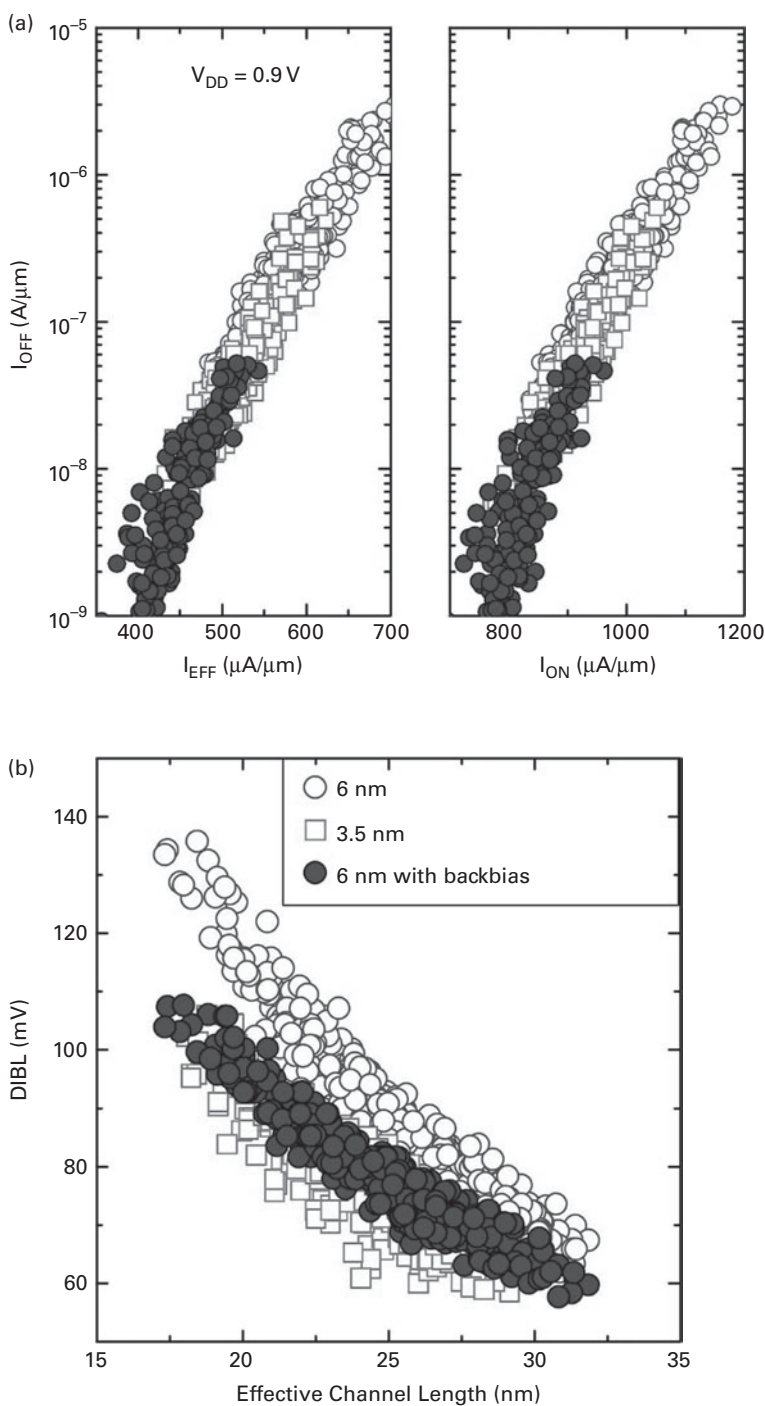 (a)
10⁻⁵
10⁻⁶
10⁻⁷
10⁻⁸
10⁻⁹
I_OFF (A/μm)
V_DD = 0.9 V
400 500 600 700
I_EFF (μA/μm)
800 1000 1200
I_ON (μA/μm)
(b)
140
120
100
80
60
DIBL (mV)
6 nm
3.5 nm
6 nm with backbias
15 20 25 30 35
Effective Channel Length (nm)